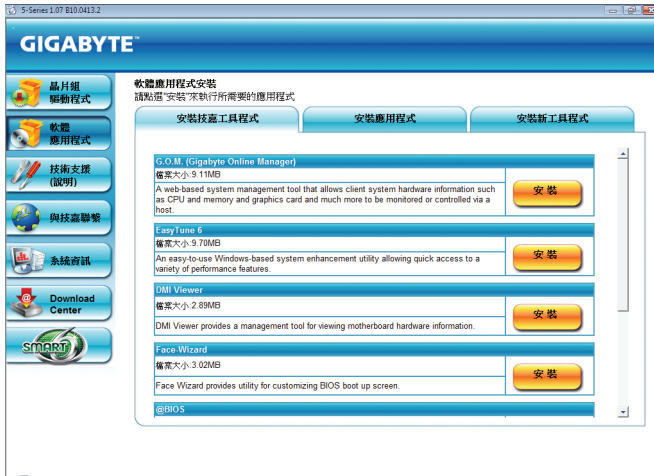 5-Series 1.07 B10.0413.2
GIGABYTE™
晶片組
驅動程式
軟體
應用程式
技術支援
(說明)
與技嘉聯繫
系統資訊
Download
Center
SMART
軟體應用程式安裝
請點選"安裝"來執行所需要的應用程式
安裝技嘉工具程式
安裝應用程式
安裝新工具程式
G.O.M. (Gigabyte Online Manager)
檔案大小:9.11MB
A web-based system management tool that allows client system hardware information such
as CPU and memory and graphics card and much more to be monitored or controlled via a
host.
安裝
EasyTune 6
檔案大小:9.70MB
An easy-to-use Windows-based system enhancement utility allowing quick access to a
variety of performance features.
安裝
DMI Viewer
檔案大小:2.89MB
DMI Viewer provides a management tool for viewing motherboard hardware information.
安裝
Face-Wizard
檔案大小:3.02MB
Face Wizard provides utility for customizing BIOS boot up screen.
安裝
@BIOS